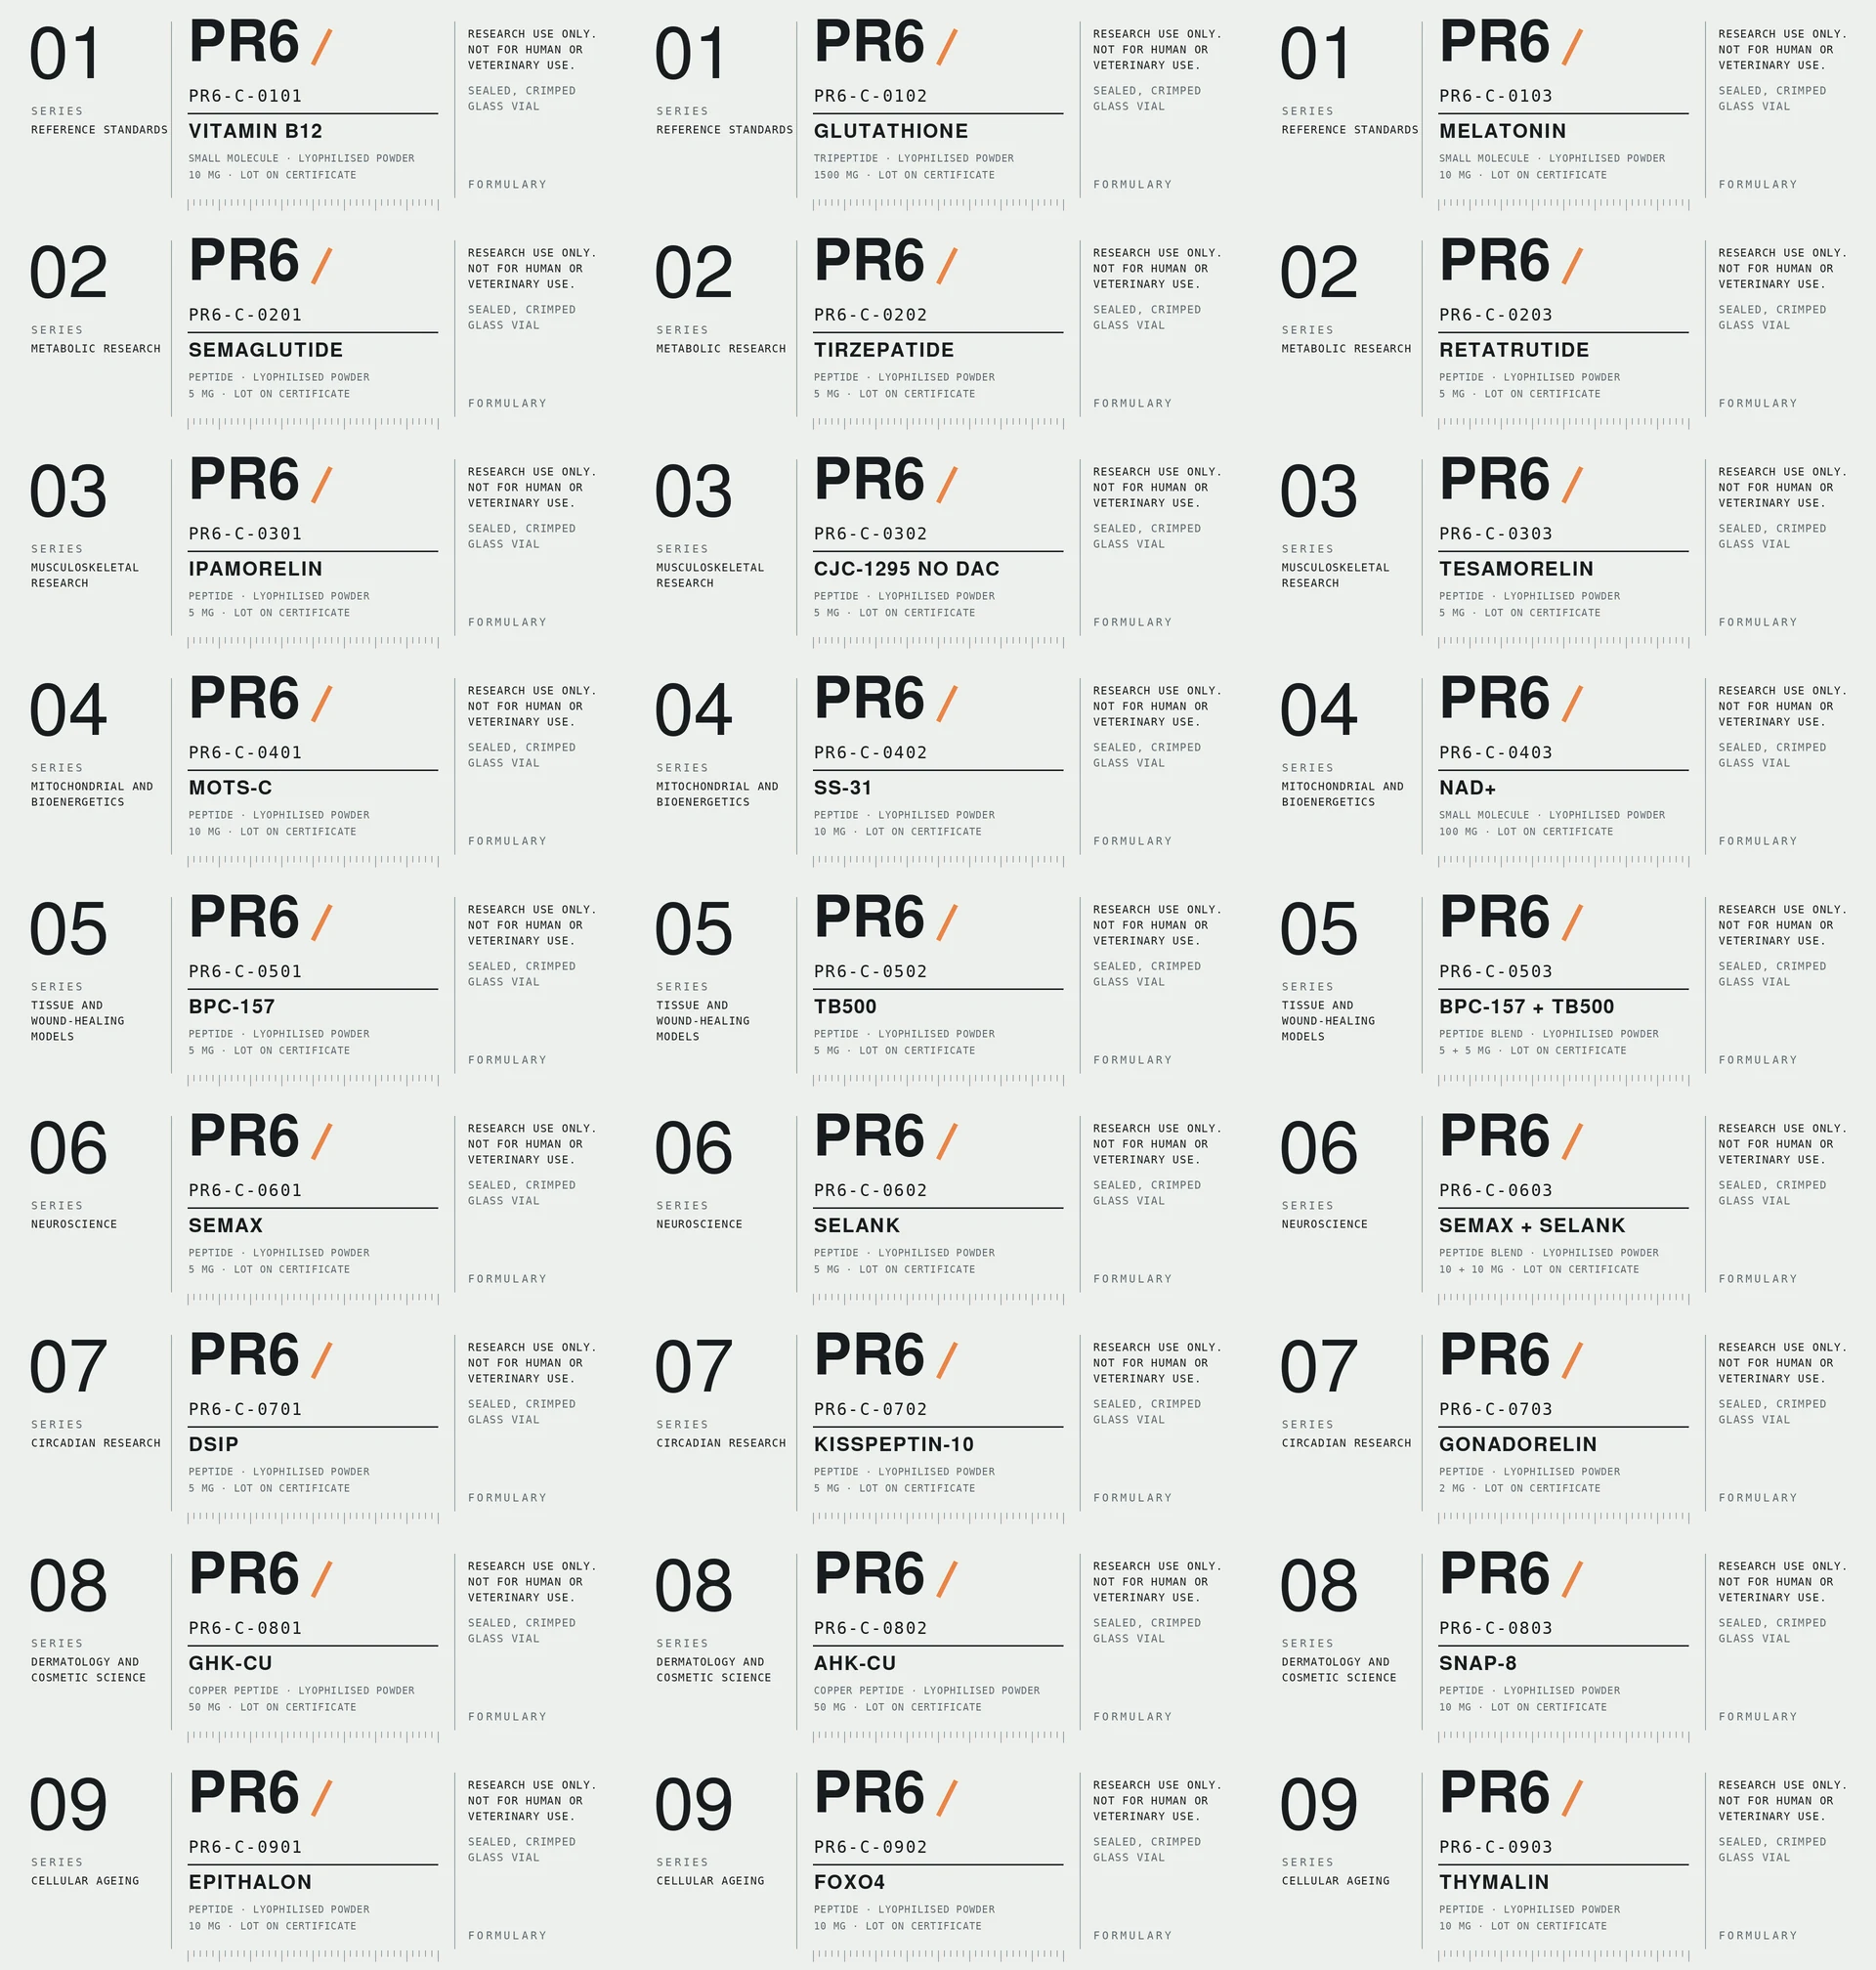 01
SERIES
REFERENCE STANDARDS
PR6 /
PR6-C-0101
VITAMIN B12
SMALL MOLECULE · LYOPHILISED POWDER
10 MG · LOT ON CERTIFICATE
RESEARCH USE ONLY.
NOT FOR HUMAN OR
VETERINARY USE.
SEALED, CRIMPED
GLASS VIAL
FORMULARY
01
SERIES
REFERENCE STANDARDS
PR6 /
PR6-C-0102
GLUTATHIONE
TRIPEPTIDE · LYOPHILISED POWDER
1500 MG · LOT ON CERTIFICATE
RESEARCH USE ONLY.
NOT FOR HUMAN OR
VETERINARY USE.
SEALED, CRIMPED
GLASS VIAL
FORMULARY
01
SERIES
REFERENCE STANDARDS
PR6 /
PR6-C-0103
MELATONIN
SMALL MOLECULE · LYOPHILISED POWDER
10 MG · LOT ON CERTIFICATE
RESEARCH USE ONLY.
NOT FOR HUMAN OR
VETERINARY USE.
SEALED, CRIMPED
GLASS VIAL
FORMULARY
02
SERIES
METABOLIC RESEARCH
PR6 /
PR6-C-0201
SEMAGLUTIDE
PEPTIDE · LYOPHILISED POWDER
5 MG · LOT ON CERTIFICATE
RESEARCH USE ONLY.
NOT FOR HUMAN OR
VETERINARY USE.
SEALED, CRIMPED
GLASS VIAL
FORMULARY
02
SERIES
METABOLIC RESEARCH
PR6 /
PR6-C-0202
TIRZEPATIDE
PEPTIDE · LYOPHILISED POWDER
5 MG · LOT ON CERTIFICATE
RESEARCH USE ONLY.
NOT FOR HUMAN OR
VETERINARY USE.
SEALED, CRIMPED
GLASS VIAL
FORMULARY
02
SERIES
METABOLIC RESEARCH
PR6 /
PR6-C-0203
RETATRUTIDE
PEPTIDE · LYOPHILISED POWDER
5 MG · LOT ON CERTIFICATE
RESEARCH USE ONLY.
NOT FOR HUMAN OR
VETERINARY USE.
SEALED, CRIMPED
GLASS VIAL
FORMULARY
03
SERIES
MUSCULOSKELETAL
RESEARCH
PR6 /
PR6-C-0301
IPAMORELIN
PEPTIDE · LYOPHILISED POWDER
5 MG · LOT ON CERTIFICATE
RESEARCH USE ONLY.
NOT FOR HUMAN OR
VETERINARY USE.
SEALED, CRIMPED
GLASS VIAL
FORMULARY
03
SERIES
MUSCULOSKELETAL
RESEARCH
PR6 /
PR6-C-0302
CJC-1295 NO DAC
PEPTIDE · LYOPHILISED POWDER
5 MG · LOT ON CERTIFICATE
RESEARCH USE ONLY.
NOT FOR HUMAN OR
VETERINARY USE.
SEALED, CRIMPED
GLASS VIAL
FORMULARY
03
SERIES
MUSCULOSKELETAL
RESEARCH
PR6 /
PR6-C-0303
TESAMORELIN
PEPTIDE · LYOPHILISED POWDER
5 MG · LOT ON CERTIFICATE
RESEARCH USE ONLY.
NOT FOR HUMAN OR
VETERINARY USE.
SEALED, CRIMPED
GLASS VIAL
FORMULARY
04
SERIES
MITOCHONDRIAL AND
BIOENERGETICS
PR6 /
PR6-C-0401
MOTS-C
PEPTIDE · LYOPHILISED POWDER
10 MG · LOT ON CERTIFICATE
RESEARCH USE ONLY.
NOT FOR HUMAN OR
VETERINARY USE.
SEALED, CRIMPED
GLASS VIAL
FORMULARY
04
SERIES
MITOCHONDRIAL AND
BIOENERGETICS
PR6 /
PR6-C-0402
SS-31
PEPTIDE · LYOPHILISED POWDER
10 MG · LOT ON CERTIFICATE
RESEARCH USE ONLY.
NOT FOR HUMAN OR
VETERINARY USE.
SEALED, CRIMPED
GLASS VIAL
FORMULARY
04
SERIES
MITOCHONDRIAL AND
BIOENERGETICS
PR6 /
PR6-C-0403
NAD+
SMALL MOLECULE · LYOPHILISED POWDER
100 MG · LOT ON CERTIFICATE
RESEARCH USE ONLY.
NOT FOR HUMAN OR
VETERINARY USE.
SEALED, CRIMPED
GLASS VIAL
FORMULARY
05
SERIES
TISSUE AND
WOUND-HEALING
MODELS
PR6 /
PR6-C-0501
BPC-157
PEPTIDE · LYOPHILISED POWDER
5 MG · LOT ON CERTIFICATE
RESEARCH USE ONLY.
NOT FOR HUMAN OR
VETERINARY USE.
SEALED, CRIMPED
GLASS VIAL
FORMULARY
05
SERIES
TISSUE AND
WOUND-HEALING
MODELS
PR6 /
PR6-C-0502
TB500
PEPTIDE · LYOPHILISED POWDER
5 MG · LOT ON CERTIFICATE
RESEARCH USE ONLY.
NOT FOR HUMAN OR
VETERINARY USE.
SEALED, CRIMPED
GLASS VIAL
FORMULARY
05
SERIES
TISSUE AND
WOUND-HEALING
MODELS
PR6 /
PR6-C-0503
BPC-157 + TB500
PEPTIDE BLEND · LYOPHILISED POWDER
5 + 5 MG · LOT ON CERTIFICATE
RESEARCH USE ONLY.
NOT FOR HUMAN OR
VETERINARY USE.
SEALED, CRIMPED
GLASS VIAL
FORMULARY
06
SERIES
NEUROSCIENCE
PR6 /
PR6-C-0601
SEMAX
PEPTIDE · LYOPHILISED POWDER
5 MG · LOT ON CERTIFICATE
RESEARCH USE ONLY.
NOT FOR HUMAN OR
VETERINARY USE.
SEALED, CRIMPED
GLASS VIAL
FORMULARY
06
SERIES
NEUROSCIENCE
PR6 /
PR6-C-0602
SELANK
PEPTIDE · LYOPHILISED POWDER
5 MG · LOT ON CERTIFICATE
RESEARCH USE ONLY.
NOT FOR HUMAN OR
VETERINARY USE.
SEALED, CRIMPED
GLASS VIAL
FORMULARY
06
SERIES
NEUROSCIENCE
PR6 /
PR6-C-0603
SEMAX + SELANK
PEPTIDE BLEND · LYOPHILISED POWDER
10 + 10 MG · LOT ON CERTIFICATE
RESEARCH USE ONLY.
NOT FOR HUMAN OR
VETERINARY USE.
SEALED, CRIMPED
GLASS VIAL
FORMULARY
07
SERIES
CIRCADIAN RESEARCH
PR6 /
PR6-C-0701
DSIP
PEPTIDE · LYOPHILISED POWDER
5 MG · LOT ON CERTIFICATE
RESEARCH USE ONLY.
NOT FOR HUMAN OR
VETERINARY USE.
SEALED, CRIMPED
GLASS VIAL
FORMULARY
07
SERIES
CIRCADIAN RESEARCH
PR6 /
PR6-C-0702
KISSPEPTIN-10
PEPTIDE · LYOPHILISED POWDER
5 MG · LOT ON CERTIFICATE
RESEARCH USE ONLY.
NOT FOR HUMAN OR
VETERINARY USE.
SEALED, CRIMPED
GLASS VIAL
FORMULARY
07
SERIES
CIRCADIAN RESEARCH
PR6 /
PR6-C-0703
GONADORELIN
PEPTIDE · LYOPHILISED POWDER
2 MG · LOT ON CERTIFICATE
RESEARCH USE ONLY.
NOT FOR HUMAN OR
VETERINARY USE.
SEALED, CRIMPED
GLASS VIAL
FORMULARY
08
SERIES
DERMATOLOGY AND
COSMETIC SCIENCE
PR6 /
PR6-C-0801
GHK-CU
COPPER PEPTIDE · LYOPHILISED POWDER
50 MG · LOT ON CERTIFICATE
RESEARCH USE ONLY.
NOT FOR HUMAN OR
VETERINARY USE.
SEALED, CRIMPED
GLASS VIAL
FORMULARY
08
SERIES
DERMATOLOGY AND
COSMETIC SCIENCE
PR6 /
PR6-C-0802
AHK-CU
COPPER PEPTIDE · LYOPHILISED POWDER
50 MG · LOT ON CERTIFICATE
RESEARCH USE ONLY.
NOT FOR HUMAN OR
VETERINARY USE.
SEALED, CRIMPED
GLASS VIAL
FORMULARY
08
SERIES
DERMATOLOGY AND
COSMETIC SCIENCE
PR6 /
PR6-C-0803
SNAP-8
PEPTIDE · LYOPHILISED POWDER
10 MG · LOT ON CERTIFICATE
RESEARCH USE ONLY.
NOT FOR HUMAN OR
VETERINARY USE.
SEALED, CRIMPED
GLASS VIAL
FORMULARY
09
SERIES
CELLULAR AGEING
PR6 /
PR6-C-0901
EPITHALON
PEPTIDE · LYOPHILISED POWDER
10 MG · LOT ON CERTIFICATE
RESEARCH USE ONLY.
NOT FOR HUMAN OR
VETERINARY USE.
SEALED, CRIMPED
GLASS VIAL
FORMULARY
09
SERIES
CELLULAR AGEING
PR6 /
PR6-C-0902
FOXO4
PEPTIDE · LYOPHILISED POWDER
10 MG · LOT ON CERTIFICATE
RESEARCH USE ONLY.
NOT FOR HUMAN OR
VETERINARY USE.
SEALED, CRIMPED
GLASS VIAL
FORMULARY
09
SERIES
CELLULAR AGEING
PR6 /
PR6-C-0903
THYMALIN
PEPTIDE · LYOPHILISED POWDER
10 MG · LOT ON CERTIFICATE
RESEARCH USE ONLY.
NOT FOR HUMAN OR
VETERINARY USE.
SEALED, CRIMPED
GLASS VIAL
FORMULARY